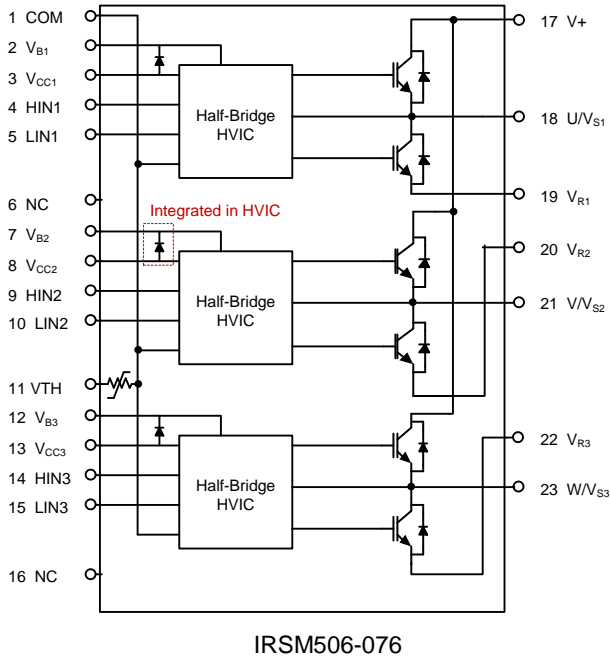 1 COM
2 VB1
3 VCC1
4 HIN1
5 LIN1
6 NC
7 VB2
8 VCC2
9 HIN2
10 LIN2
11 VTH
12 VB3
13 VCC3
14 HIN3
15 LIN3
16 NC
Half-Bridge
HVIC
Integrated in HVIC
Half-Bridge
HVIC
Half-Bridge
HVIC
17 V+
18 U/VS1
19 VR1
20 VR2
21 V/VS2
22 VR3
23 W/VS3
IRSM506-076